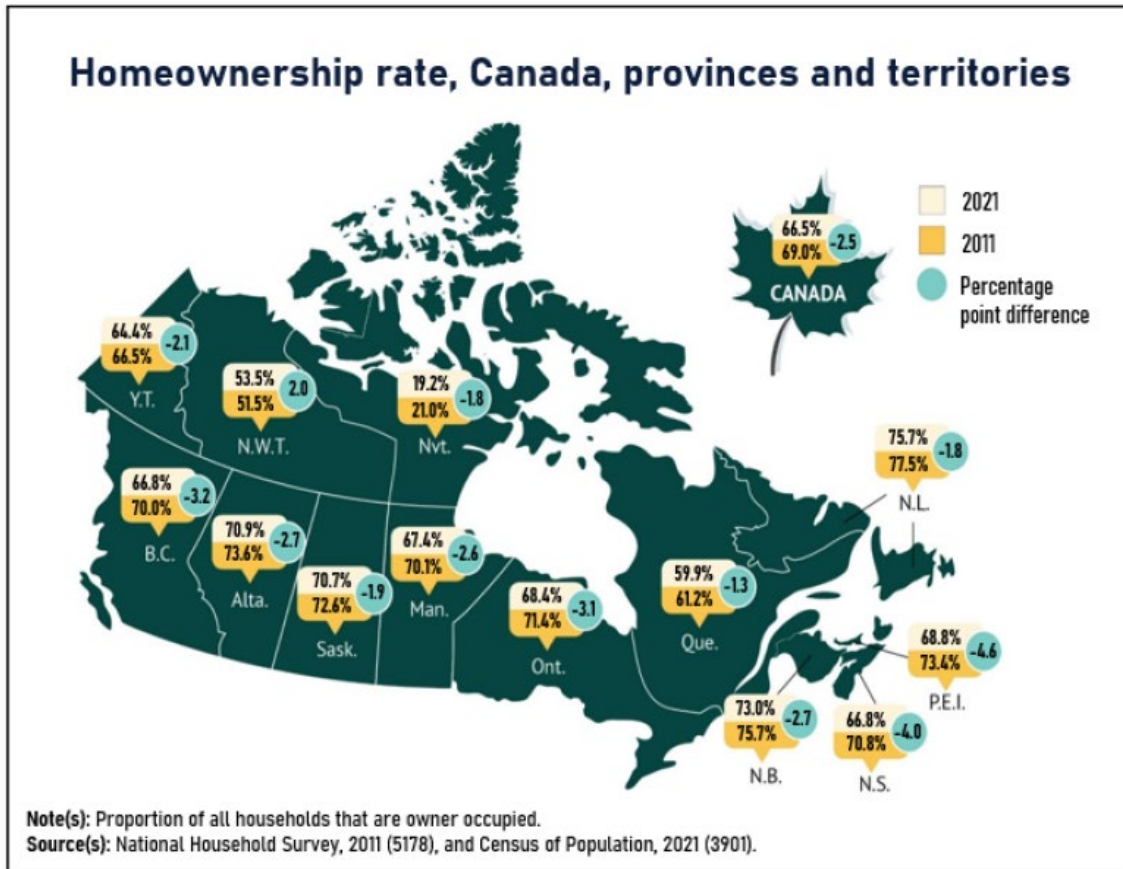 Homeownership rate, Canada, provinces and territories
66.5%
69.0%
-2.5
CANADA
2021
2011
Percentage
point difference
64.4%
66.5%
-2.1
Y.T.
53.5%
51.5%
2.0
N.W.T.
19.2%
21.0%
-1.8
Nvt.
75.7%
77.5%
-1.8
N.L.
66.8%
70.0%
-3.2
B.C.
70.9%
73.6%
-2.7
Alta.
70.7%
72.6%
-1.9
Sask.
67.4%
70.1%
-2.6
Man.
68.4%
71.4%
-3.1
Ont.
59.9%
61.2%
-1.3
Que.
68.8%
73.4%
-4.6
P.E.I.
73.0%
75.7%
-2.7
N.B.
66.8%
70.8%
-4.0
N.S.
Note(s): Proportion of all households that are owner occupied.
Source(s): National Household Survey, 2011 (5178), and Census of Population, 2021 (3901).